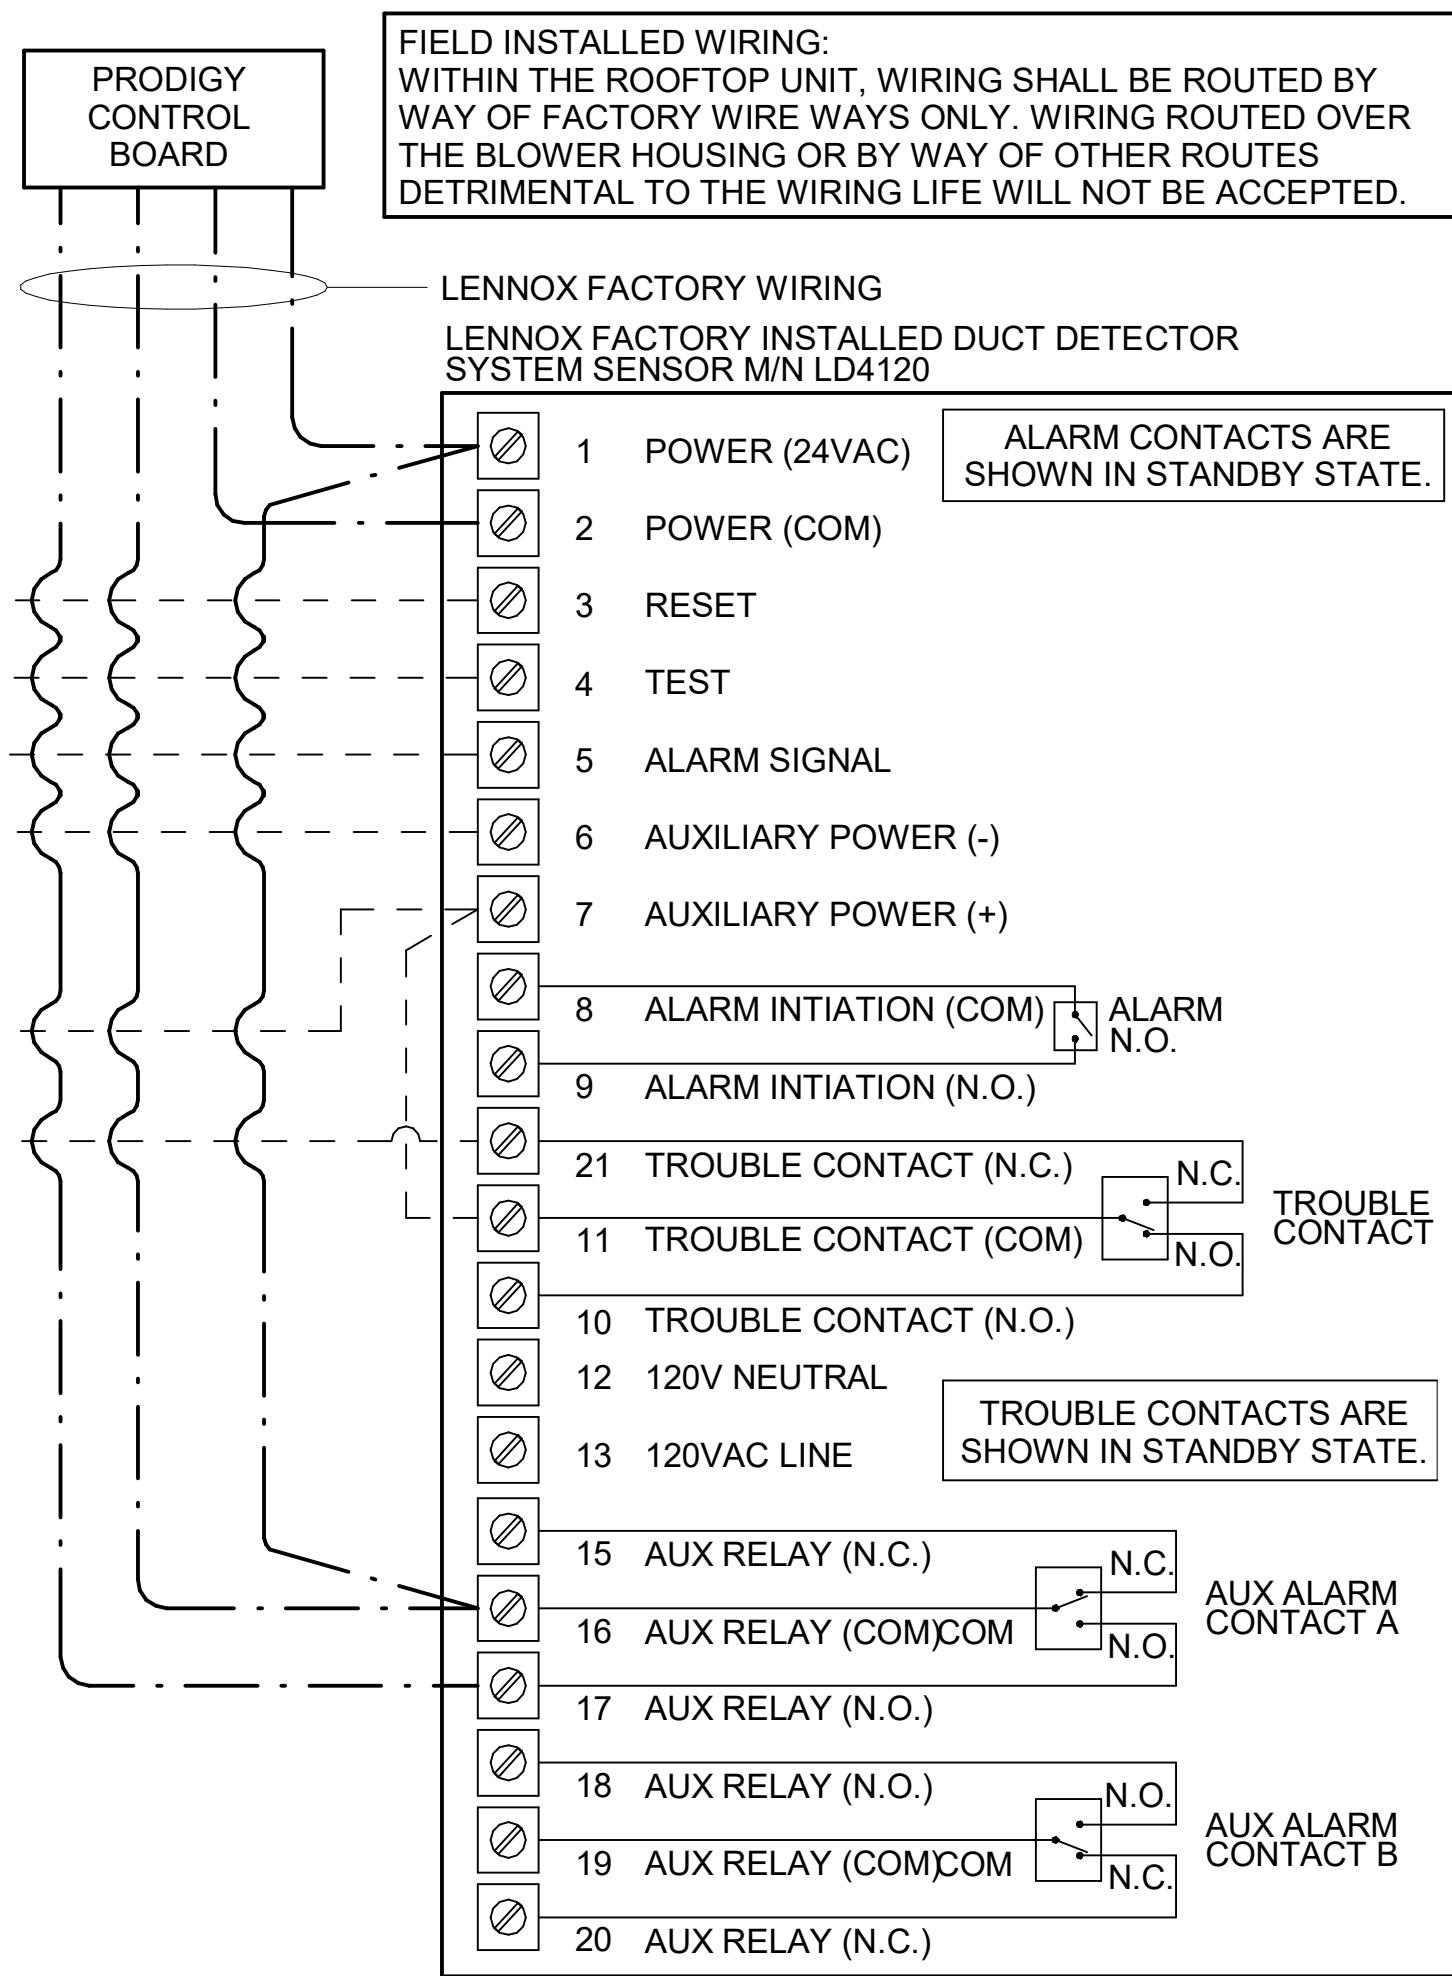 FIELD INSTALLED WIRING:
WITHIN THE ROOFTOP UNIT, WIRING SHALL BE ROUTED BY
WAY OF FACTORY WIRE WAYS ONLY. WIRING ROUTED OVER
THE BLOWER HOUSING OR BY WAY OF OTHER ROUTES
DETRIMENTAL TO THE WIRING LIFE WILL NOT BE ACCEPTED.
PRODIGY
CONTROL
BOARD
LENNOX FACTORY WIRING
LENNOX FACTORY INSTALLED DUCT DETECTOR
SYSTEM SENSOR M/N LD4120
ALARM CONTACTS ARE
SHOWN IN STANDBY STATE.
1 POWER (24VAC)
2 POWER (COM)
3 RESET
4 TEST
5 ALARM SIGNAL
6 AUXILIARY POWER (-)
7 AUXILIARY POWER (+)
8 ALARM INTIATION (COM)
ALARM
N.O.
9 ALARM INTIATION (N.O.)
21 TROUBLE CONTACT (N.C.)
N.C.
TROUBLE
CONTACT
11 TROUBLE CONTACT (COM)
N.O.
10 TROUBLE CONTACT (N.O.)
12 120V NEUTRAL
TROUBLE CONTACTS ARE
SHOWN IN STANDBY STATE.
13 120VAC LINE
15 AUX RELAY (N.C.)
N.C.
AUX ALARM
CONTACT A
16 AUX RELAY (COM)COM
N.O.
17 AUX RELAY (N.O.)
18 AUX RELAY (N.O.)
N.O.
AUX ALARM
CONTACT B
19 AUX RELAY (COM)COM
N.C.
20 AUX RELAY (N.C.)